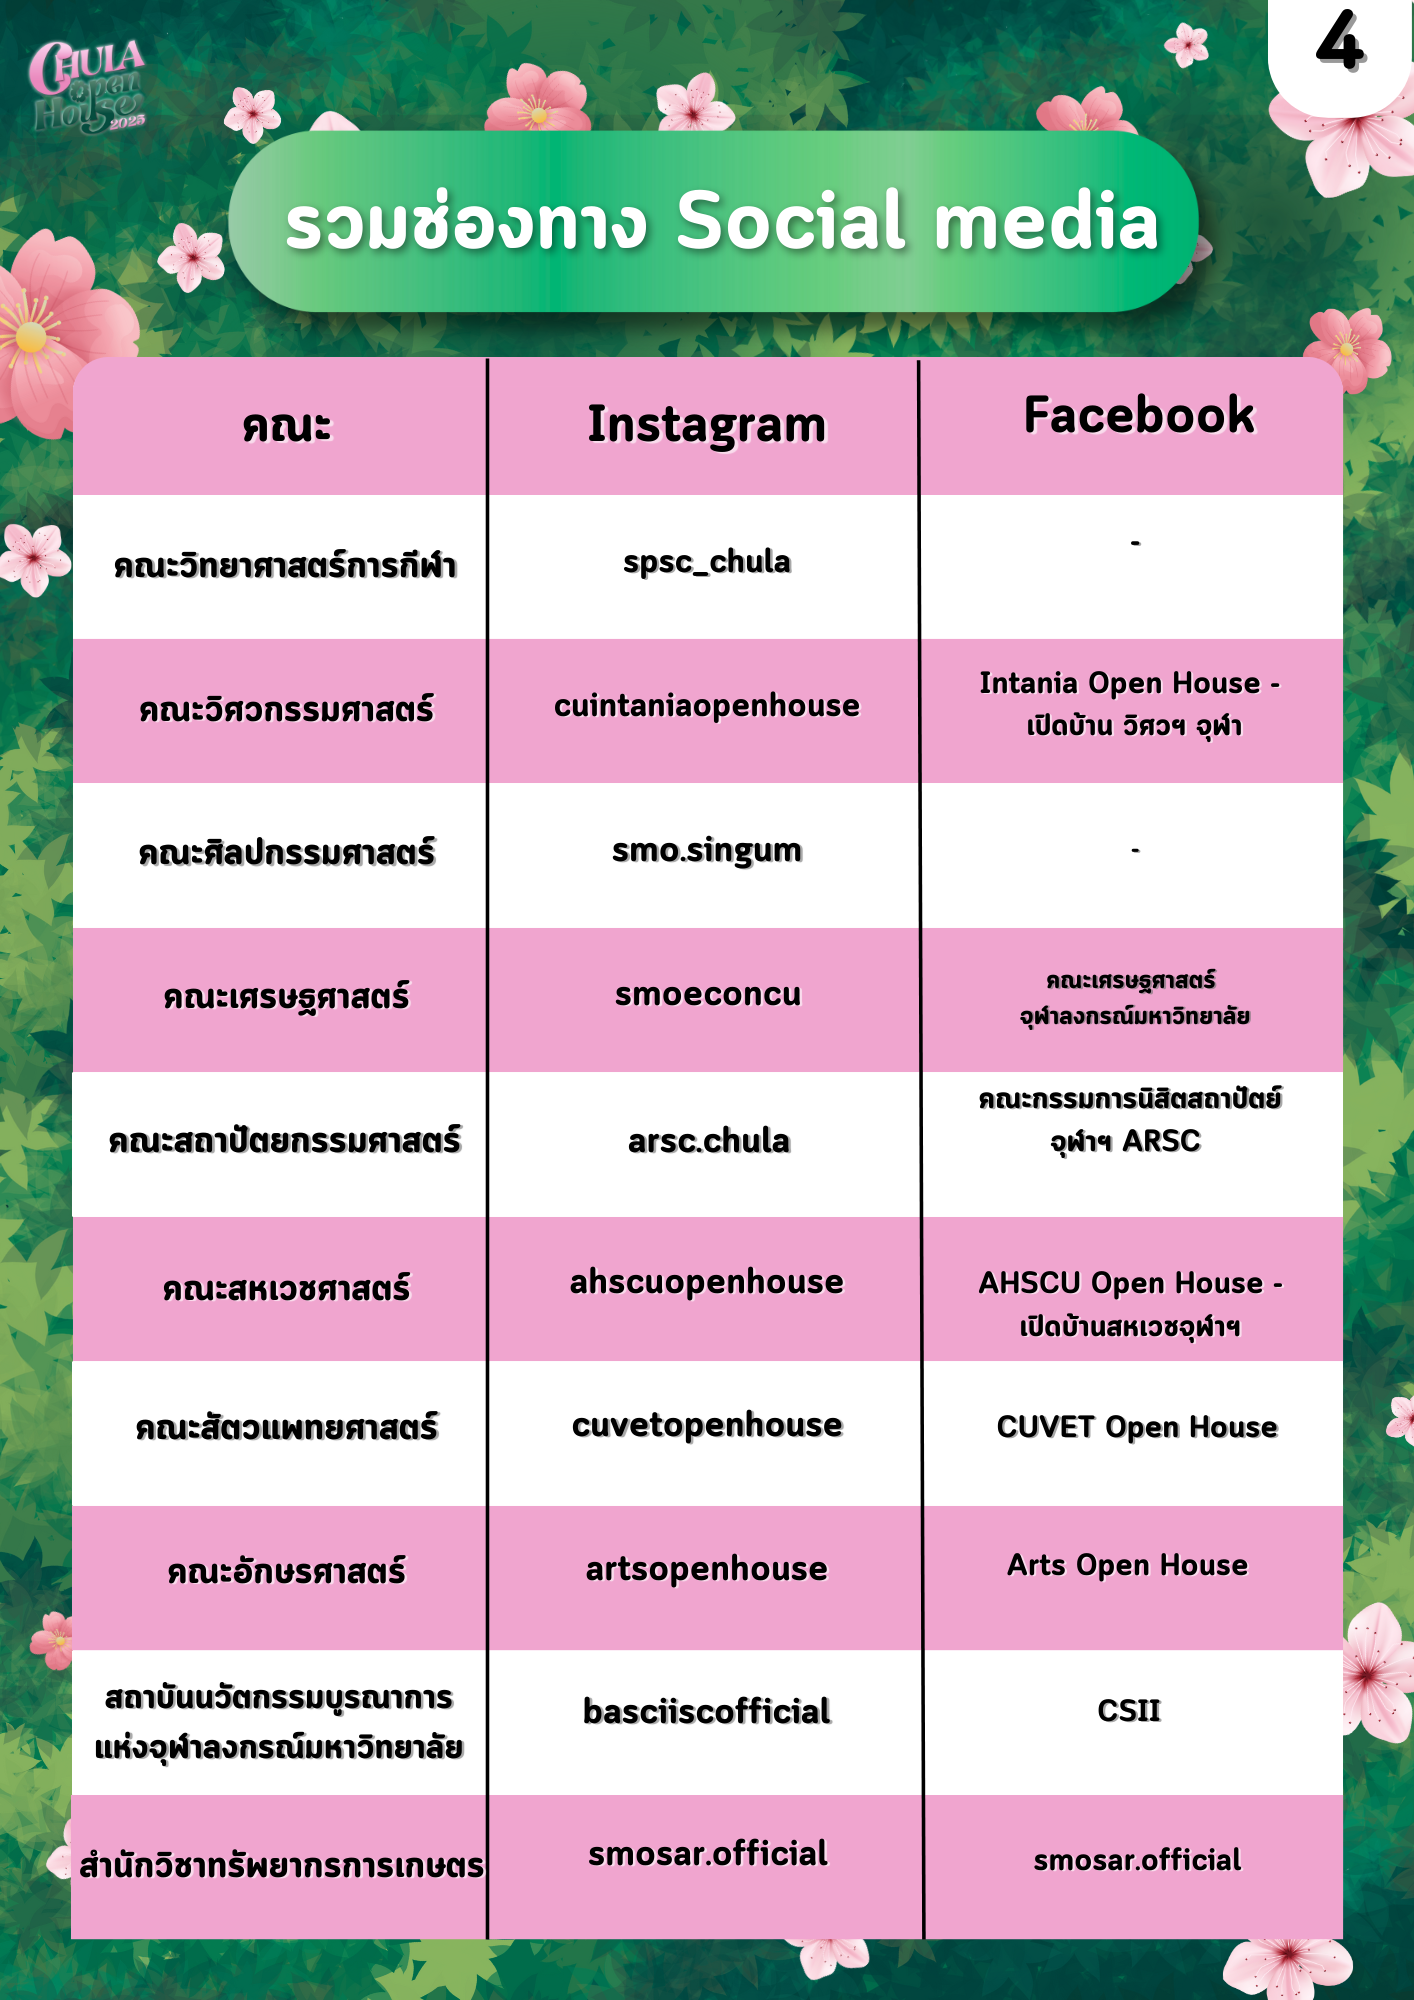 CHULA
Open
House
2025
4
รวมช่องทาง Social media
คณะ
Instagram
Facebook
คณะวิทยาศาสตร์การกีฬา
spsc_chula
-
คณะวิศวกรรมศาสตร์
cuintaniaopenhouse
Intania Open House -
เปิดบ้าน วิศวฯ จุฬา
คณะศิลปกรรมศาสตร์
smo.singum
-
คณะเศรษฐศาสตร์
smoeconcu
คณะเศรษฐศาสตร์
จุฬาลงกรณ์มหาวิทยาลัย
คณะสถาปัตยกรรมศาสตร์
arsc.chula
คณะกรรมการนิสิตสถาปัตย์
จุฬาฯ ARSC
คณะสหเวชศาสตร์
ahscuopenhouse
AHSCU Open House -
เปิดบ้านสหเวชจุฬาฯ
คณะสัตวแพทยศาสตร์
cuvetopenhouse
CUVET Open House
คณะอักษรศาสตร์
artsopenhouse
Arts Open House
สถาบันนวัตกรรมบูรณาการ
แห่งจุฬาลงกรณ์มหาวิทยาลัย
basciiscofficial
CSII
สำนักวิชาทรัพยากรการเกษตร
smosar.official
smosar.official